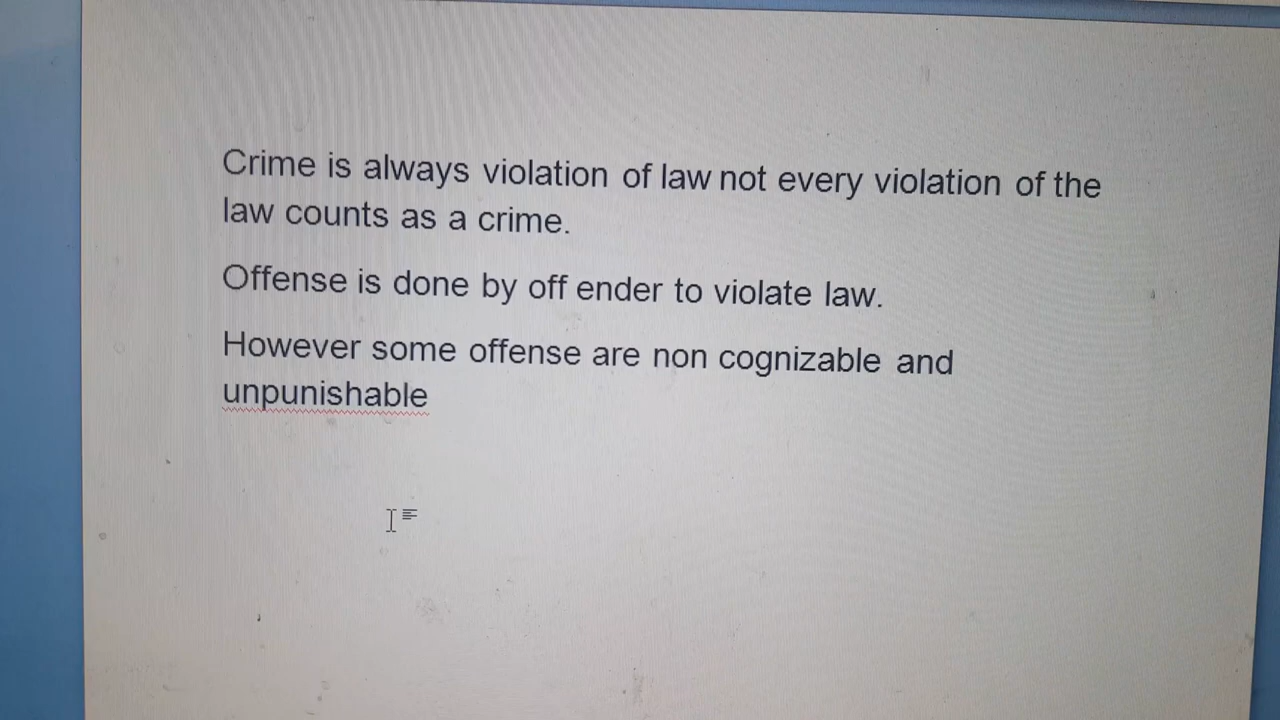 Crime is always violation of law not every violation of the
law counts as a crime.
Offense is done by off ender to violate law.
However some offense are non cognizable and
unpunishable